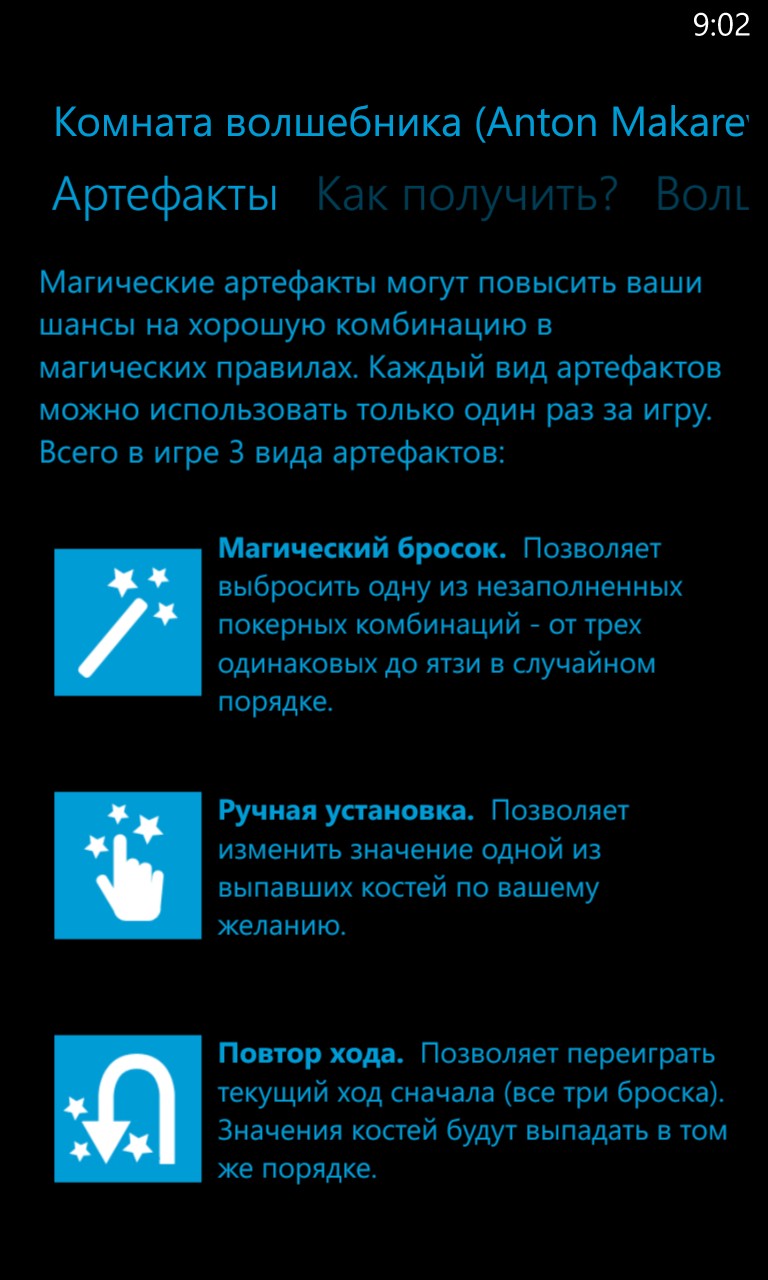 9:02
Комната волшебника (Anton Makarev
Артефакты Как получить?
Магические артефакты могут повысить ваши
шансы на хорошую комбинацию в
магических правилах. Каждый вид артефактов
можно использовать только один раз за игру.
Всего в игре 3 вида артефактов:
Магический бросок. Позволяет
выбросить одну из незаполненных
покерных комбинаций - от трех
одинаковых до ятзи в случайном
порядке.
Ручная установка. Позволяет
изменить значение одной из
выпавших костей по вашему
желанию.
Повтор хода. Позволяет переиграть
текущий ход сначала (все три броска).
Значения костей будут выпадать в том
же порядке.